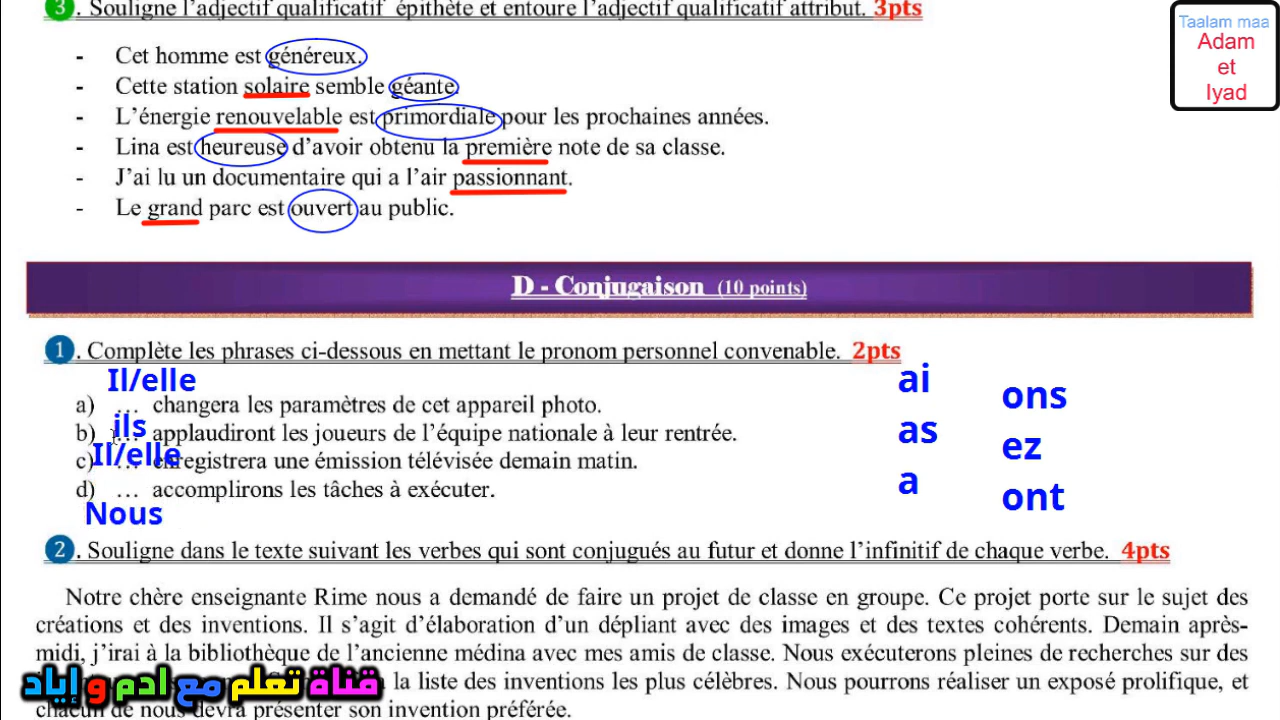 3. Souligne l'adjectif qualificatif épithète et entoure l'adjectif qualificatif attribut. 3pts
Taalam maa
Adam
et
Iyad
- Cet homme est généreux.
- Cette station solaire semble géante.
- L'énergie renouvelable est primordiale pour les prochaines années.
- Lina est heureuse d'avoir obtenu la première note de sa classe.
- J'ai lu un documentaire qui a l'air passionnant.
- Le grand parc est ouvert au public.
D - Conjugaison (10 points)
1. Complète les phrases ci-dessous en mettant le pronom personnel convenable. 2pts
Il/elle
a) … changera les paramètres de cet appareil photo.
ils
b) … applaudiront les joueurs de l'équipe nationale à leur rentrée.
Il/elle
c) … enregistrera une émission télévisée demain matin.
d) … accomplirons les tâches à exécuter.
Nous
ai
as
a
ons
ez
ont
2. Souligne dans le texte suivant les verbes qui sont conjugués au futur et donne l'infinitif de chaque verbe. 4pts
Notre chère enseignante Rime nous a demandé de faire un projet de classe en groupe. Ce projet porte sur le sujet des
créations et des inventions. Il s'agit d'élaboration d'un dépliant avec des images et des textes cohérents. Demain après-
midi, j'irai à la bibliothèque de l'ancienne médina avec mes amis de classe. Nous exécuterons pleines de recherches sur des
la liste des inventions les plus célèbres. Nous pourrons réaliser un exposé prolifique, et
chacun de nous devra présenter son invention préférée.
قناة تعلم مع ادم و إياد